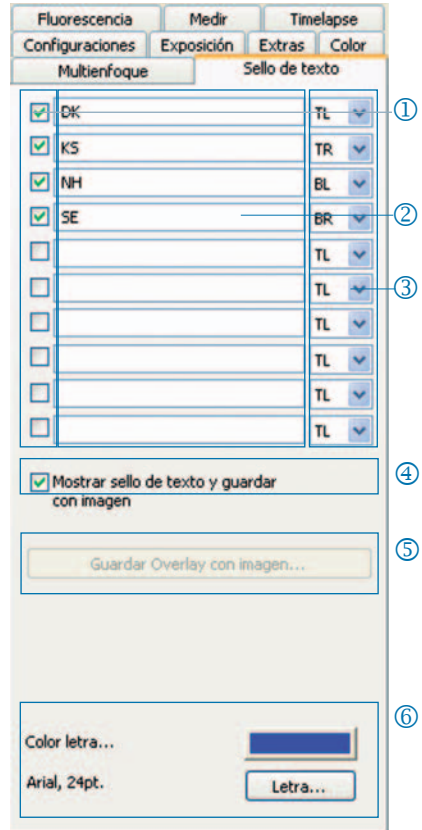 Fluorescencia Medir Timelapse
Configuraciones Exposición Extras Color
Multienfoque Sello de texto
DK TL ①
KS TR
NH BL
SE BR ②
TL
TL ③
TL
TL
TL
TL
Mostrar sello de texto y guardar ④
con imagen
Guardar Overlay con imagen... ⑤
⑥
Color letra...
Arial, 24pt. Letra...